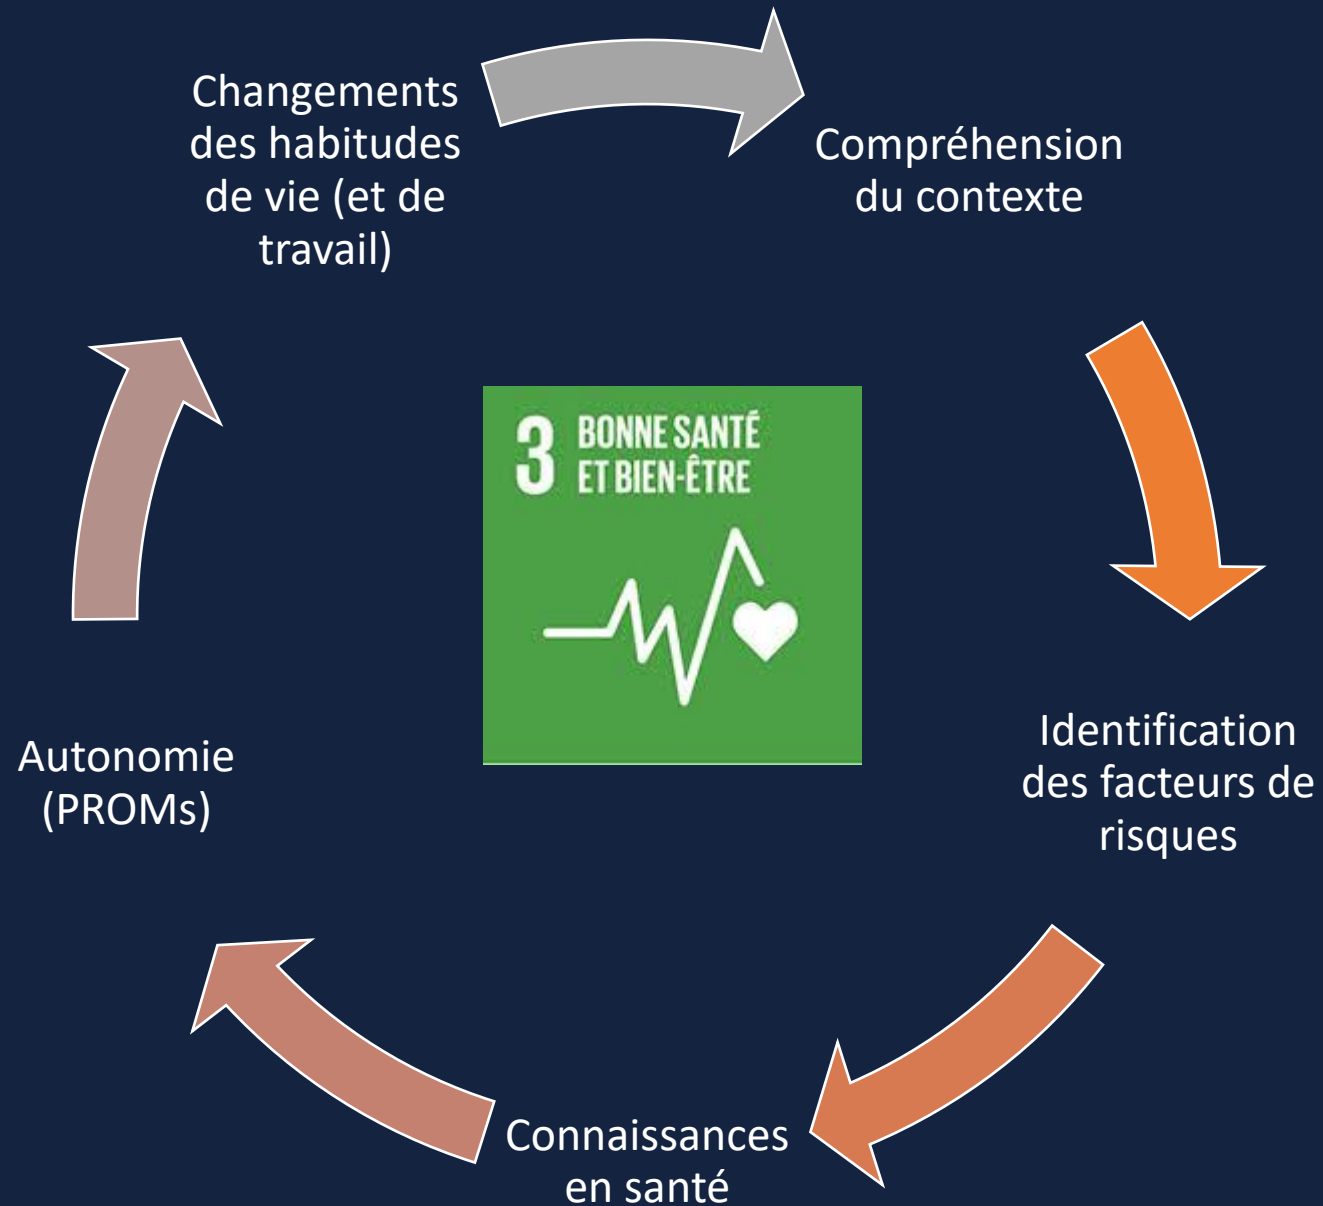 Changements
des habitudes
de vie (et de
travail)
Compréhension
du contexte
3 BONNE SANTÉ
ET BIEN-ÊTRE
Identification
des facteurs de
risques
Autonomie
(PROMs)
Connaissances
en santé